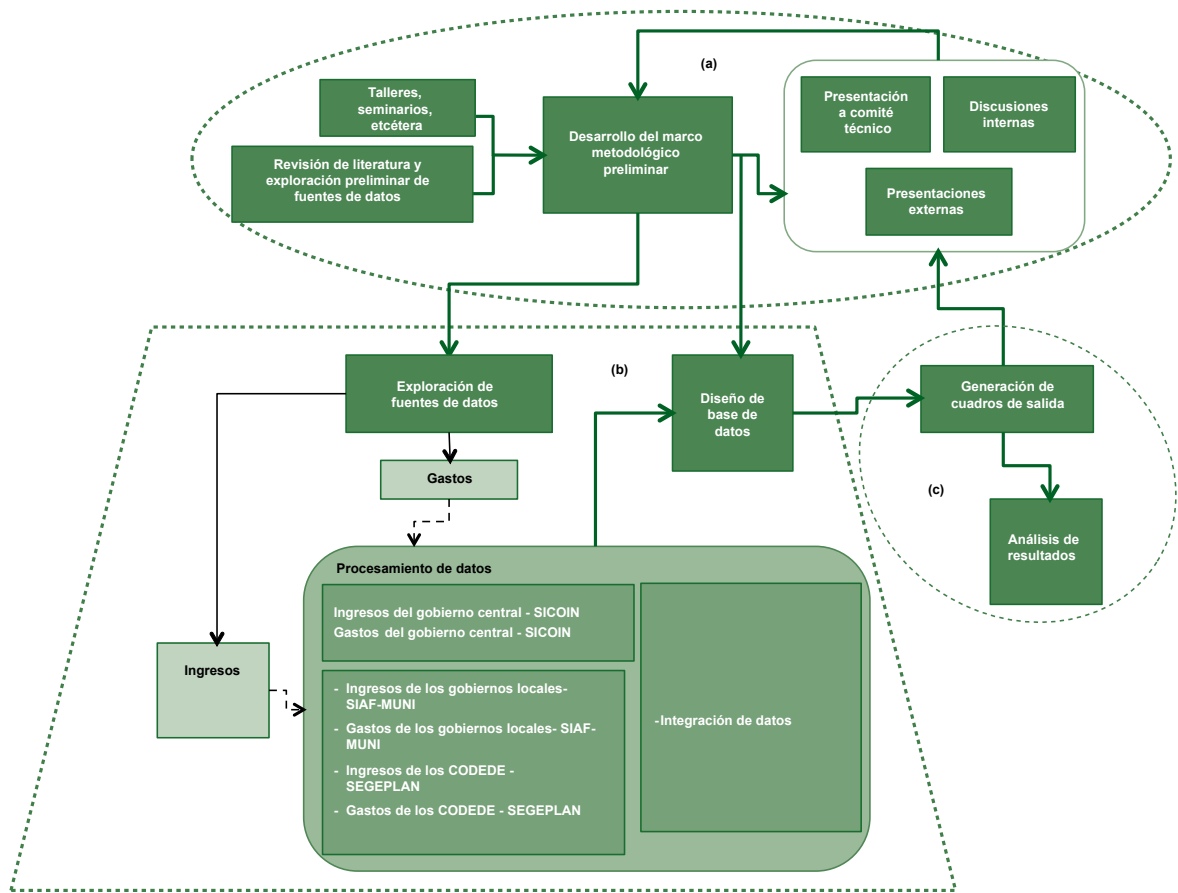 (a)
Talleres,
seminarios,
etcétera
Revisión de literatura y
exploración preliminar de
fuentes de datos
Desarrollo del marco
metodológico
preliminar
Presentación
a comité
técnico
Discusiones
internas
Presentaciones
externas
(b)
Exploración de
fuentes de datos
Diseño de
base de
datos
Generación de
cuadros de salida
Gastos
(c)
Análisis de
resultados
Procesamiento de datos
Ingresos del gobierno central - SICOIN
Gastos del gobierno central - SICOIN
Ingresos
- Ingresos de los gobiernos locales-
SIAF-MUNI
- Gastos de los gobiernos locales- SIAF-
MUNI
- Ingresos de los CODEDE -
SEGEPLAN
- Gastos de los CODEDE - SEGEPLAN
-Integración de datos